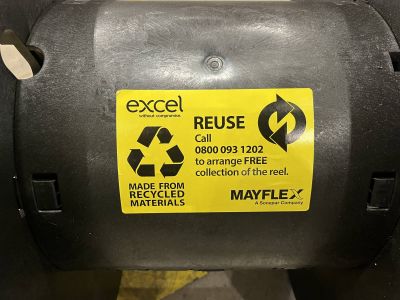 excel
without compromise.
REUSE
Call
0800 093 1202
to arrange FREE
collection of the reel.
MADE FROM
RECYCLED
MATERIALS
MAYFLEX
A Sonepar Company